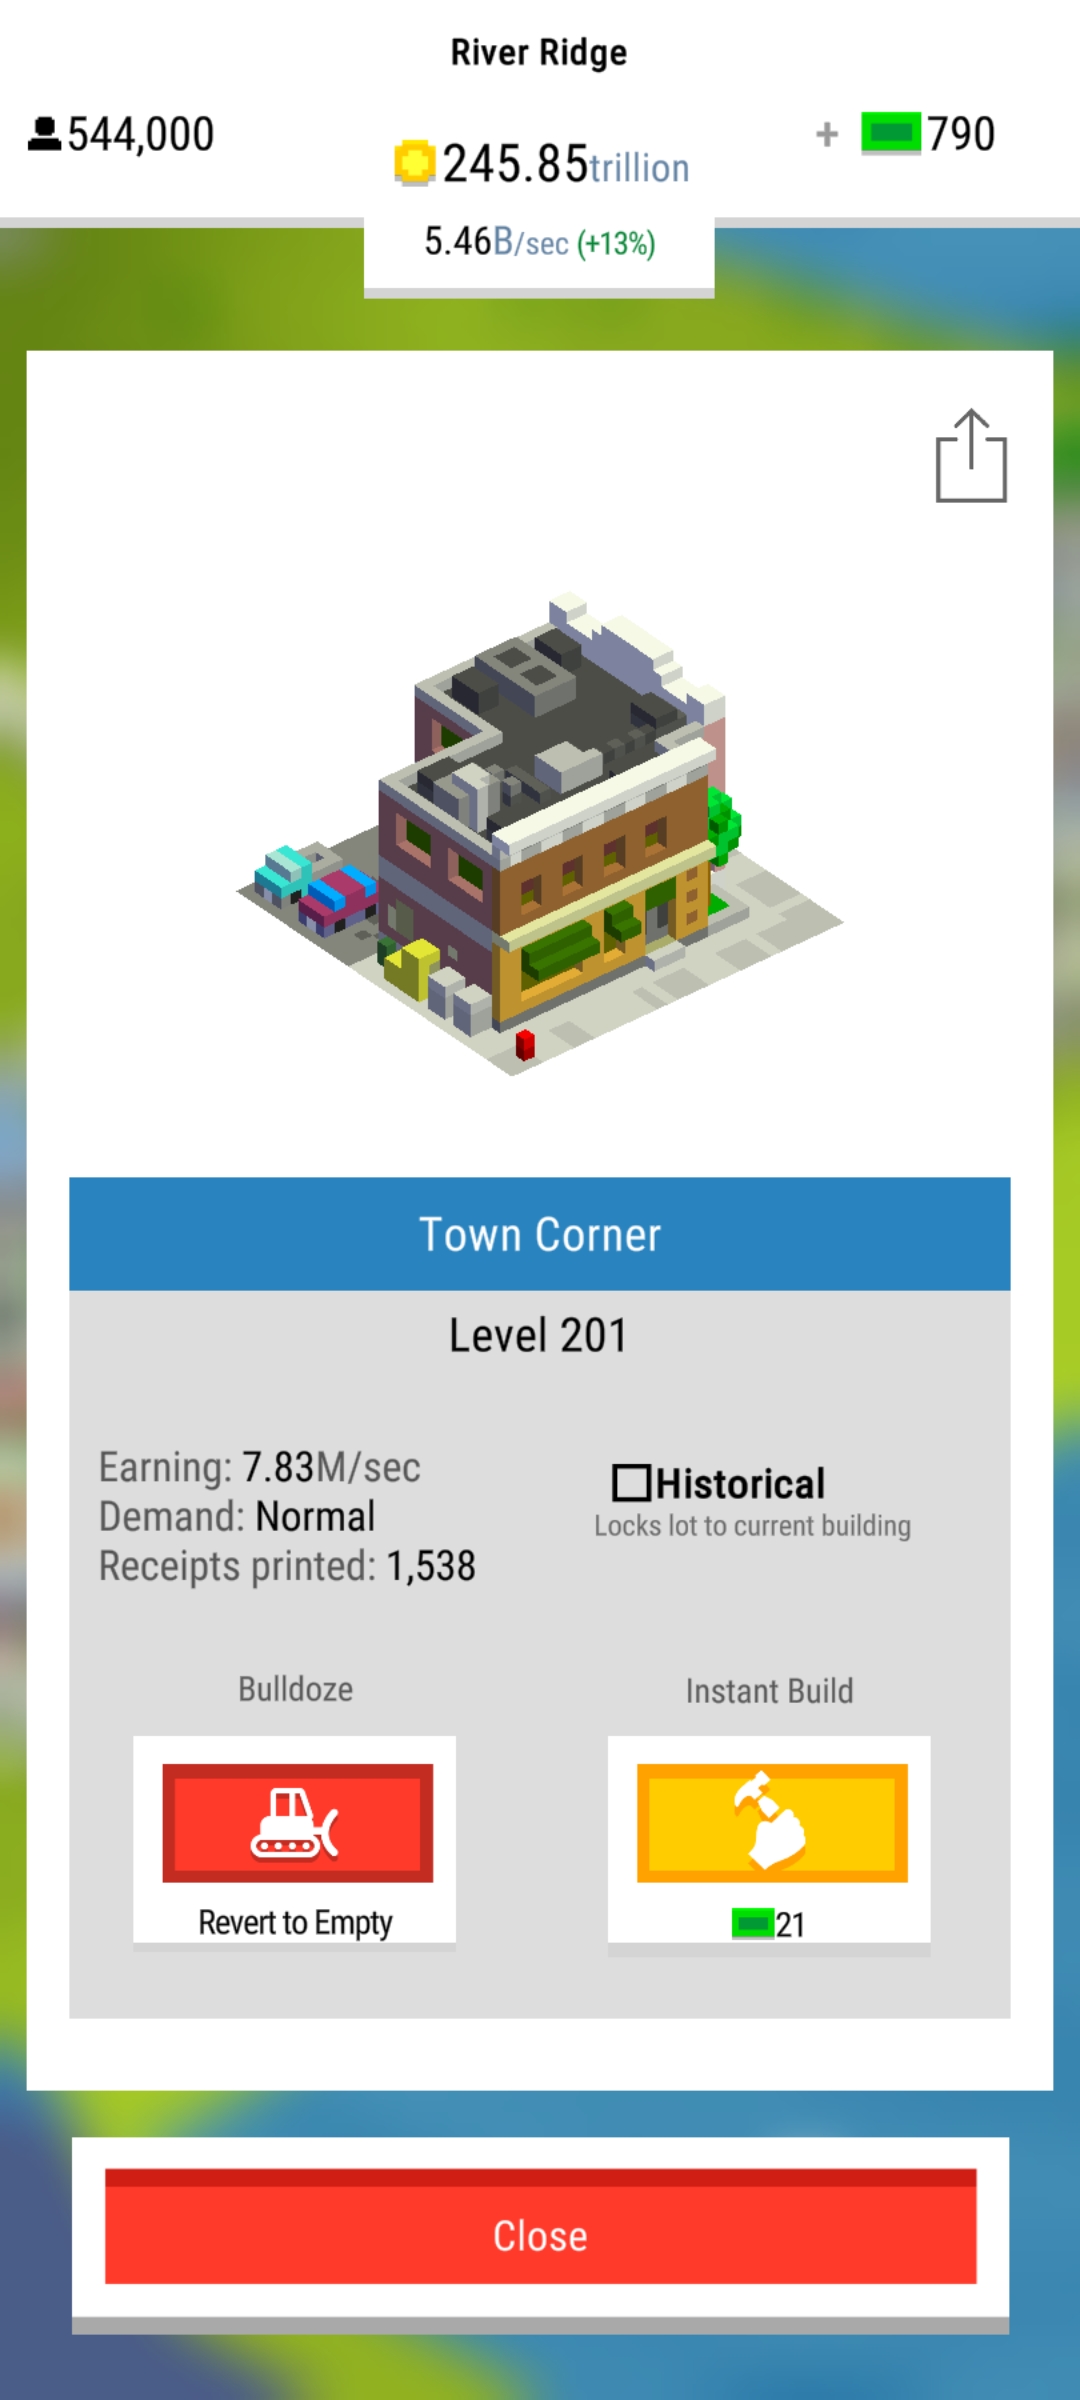 River Ridge
544,000
245.85trillion
+ 790
5.46B/sec (+13%)
Town Corner
Level 201
Earning: 7.83M/sec
Demand: Normal
Receipts printed: 1,538
Historical
Locks lot to current building
Bulldoze
Revert to Empty
Instant Build
21
Close